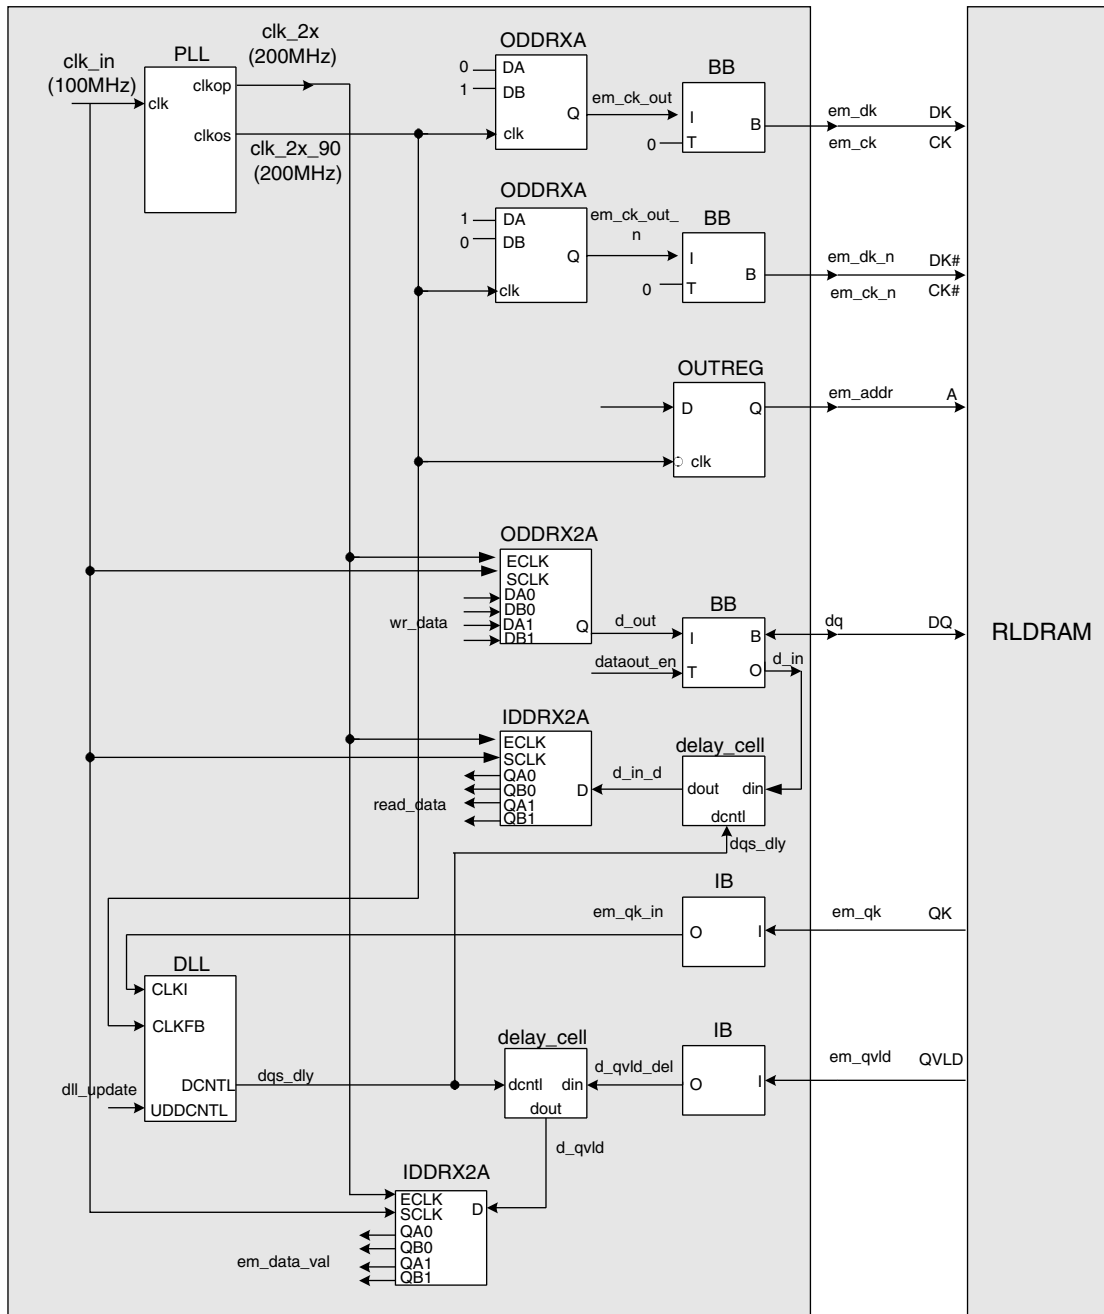 clk_in
(100MHz)
PLL
clk
clkop
clkos
clk_2x
(200MHz)
clk_2x_90
(200MHz)
ODDRXA
0
DA
1
DB
Q
clk
em_ck_out
BB
I
B
0
T
em_dk
DK
em_ck
CK
ODDRXA
1
DA
0
DB
Q
clk
em_ck_out_
n
BB
I
B
0
T
em_dk_n
DK#
em_ck_n
CK#
OUTREG
D
Q
clk
em_addr
A
ODDRX2A
ECLK
SCLK
DA0
DB0
DA1
DB1
Q
wr_data
d_out
dataout_en
BB
I
B
T
O
d_in
dq
DQ
RLDRAM
IDDRX2A
ECLK
SCLK
QA0
QB0
QA1
QB1
D
read_data
d_in_d
delay_cell
dout
din
dcntl
dqs_dly
IB
O
I
em_qk_in
em_qk
QK
DLL
CLKI
CLKFB
DCNTL
UDDCNTL
dll_update
dqs_dly
delay_cell
dcntl
din
dout
d_qvld_del
IB
O
I
em_qvld
QVLD
d_qvld
IDDRX2A
ECLK
SCLK
QA0
QB0
QA1
QB1
D
em_data_val